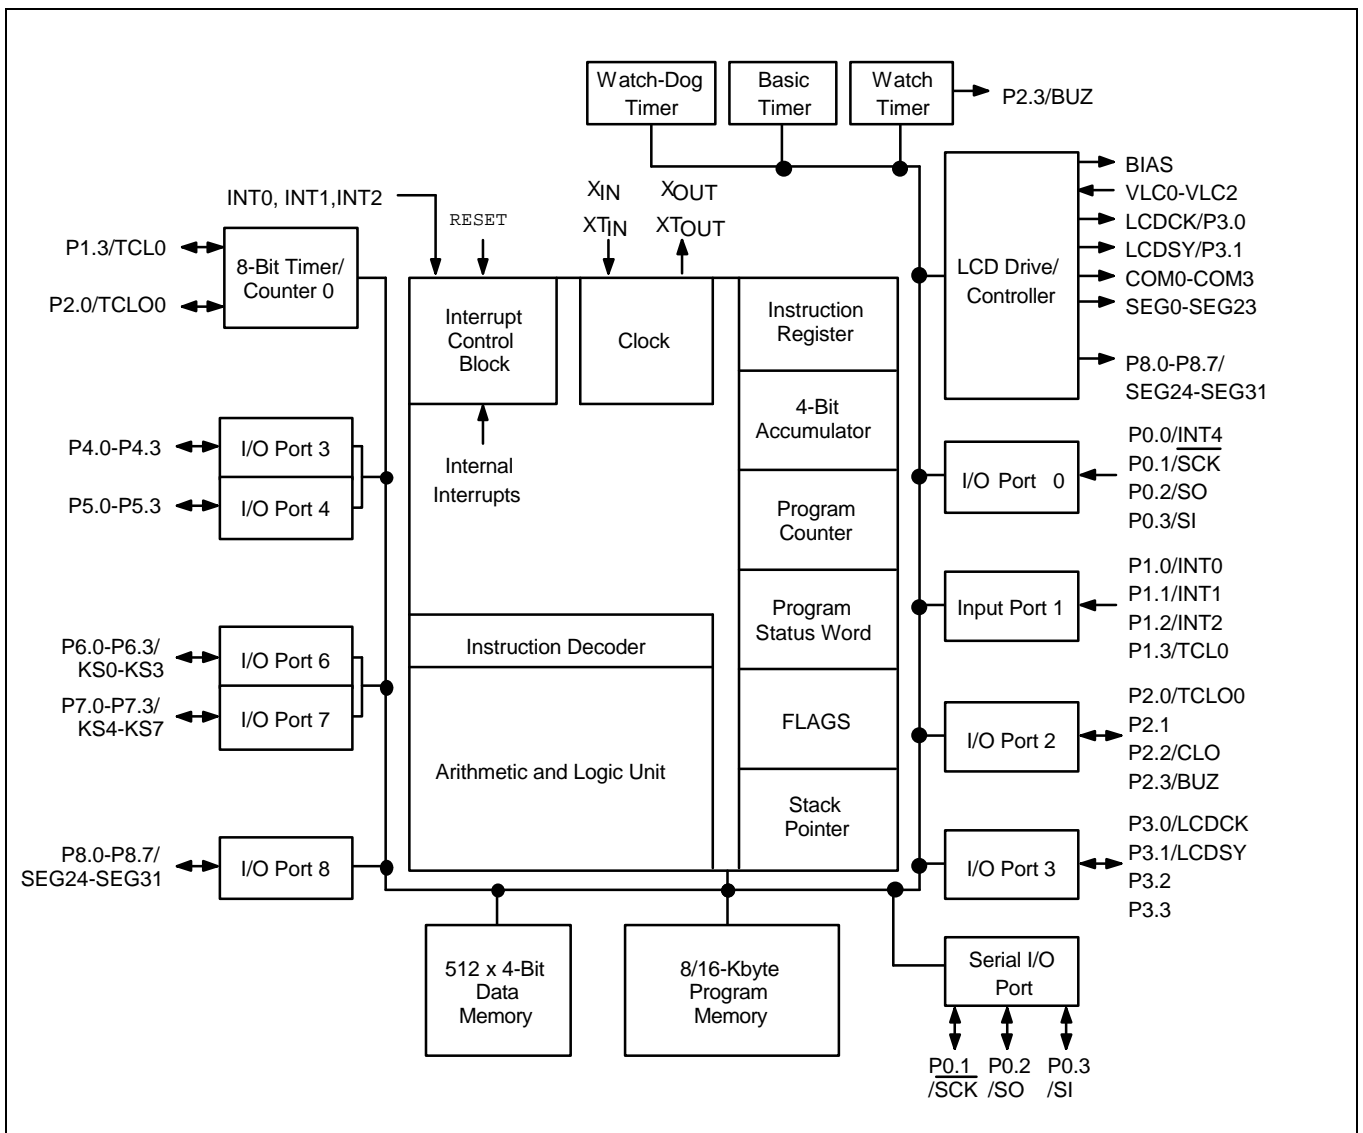 Watch-Dog
Timer
Basic
Timer
Watch
Timer
P2.3/BUZ
INT0, INT1,INT2
RESET
XIN
XTIN
XOUT
XTOUT
P1.3/TCL0
P2.0/TCLO0
8-Bit Timer/
Counter 0
Interrupt
Control
Block
Clock
Instruction
Register
LCD Drive/
Controller
BIAS
VLC0-VLC2
LCDCK/P3.0
LCDSY/P3.1
COM0-COM3
SEG0-SEG23
P8.0-P8.7/
SEG24-SEG31
P4.0-P4.3
I/O Port 3
P5.0-P5.3
I/O Port 4
Internal
Interrupts
4-Bit
Accumulator
Program
Counter
I/O Port 0
P0.0/INT4
P0.1/SCK
P0.2/SO
P0.3/SI
Input Port 1
P1.0/INT0
P1.1/INT1
P1.2/INT2
P1.3/TCL0
P6.0-P6.3/
KS0-KS3
I/O Port 6
P7.0-P7.3/
KS4-KS7
I/O Port 7
Instruction Decoder
Program
Status Word
Arithmetic and Logic Unit
FLAGS
I/O Port 2
P2.0/TCLO0
P2.1
P2.2/CLO
P2.3/BUZ
P8.0-P8.7/
SEG24-SEG31
I/O Port 8
Stack
Pointer
I/O Port 3
P3.0/LCDCK
P3.1/LCDSY
P3.2
P3.3
512 x 4-Bit
Data
Memory
8/16-Kbyte
Program
Memory
Serial I/O
Port
P0.1
/SCK
P0.2
/SO
P0.3
/SI